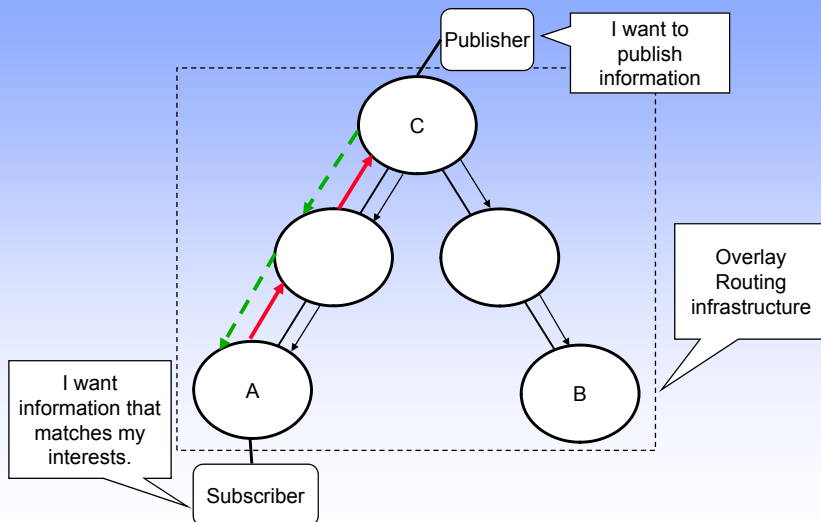 Publisher
I want to
publish
information
C
Overlay
Routing
infrastructure
I want
information that
matches my
interests.
A
B
Subscriber